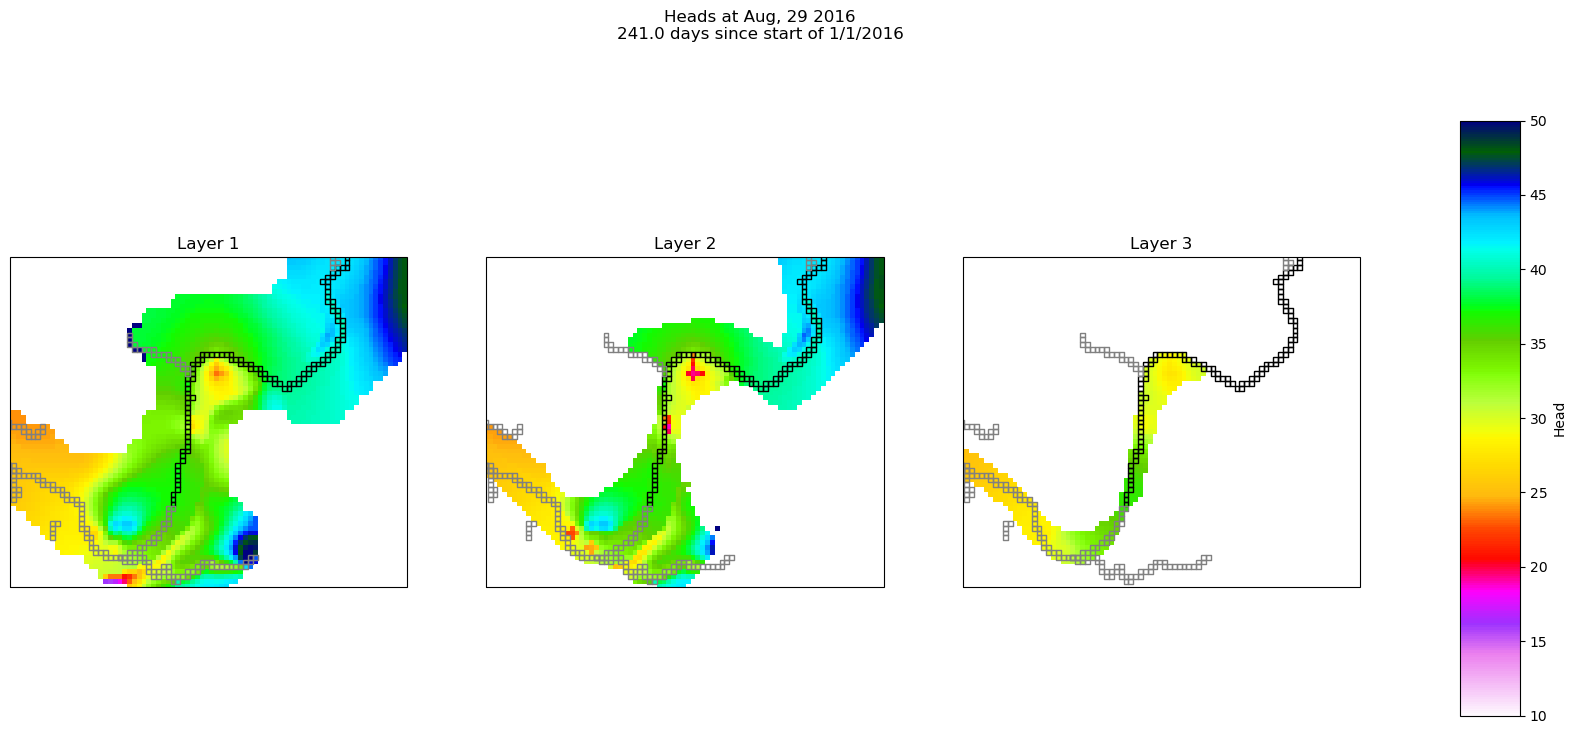 Heads at Aug, 29 2016
241.0 days since start of 1/1/2016
Layer 1
Layer 2
Layer 3
50
45
40
35
30
25
20
15
10
Head